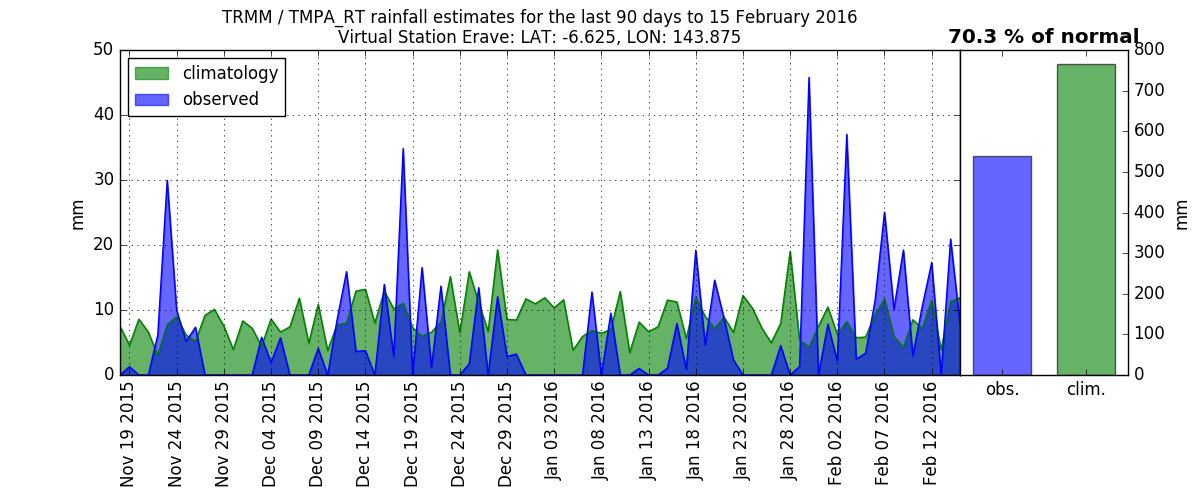 TRMM / TMPA_RT rainfall estimates for the last 90 days to 15 February 2016
Virtual Station Erave: LAT: -6.625, LON: 143.875
70.3 % of normal
climatology
observed
50
40
30
20
10
0
mm
Nov 19 2015
Nov 24 2015
Nov 29 2015
Dec 04 2015
Dec 09 2015
Dec 14 2015
Dec 19 2015
Dec 24 2015
Dec 29 2015
Jan 03 2016
Jan 08 2016
Jan 13 2016
Jan 18 2016
Jan 23 2016
Jan 28 2016
Feb 02 2016
Feb 07 2016
Feb 12 2016
obs.
clim.
800
700
600
500
400
300
200
100
0
mm